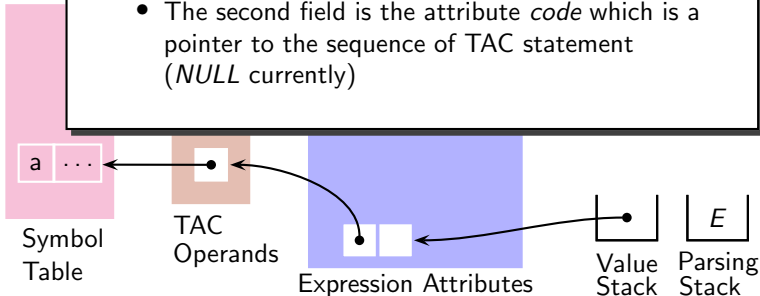 • The second field is the attribute code which is a
pointer to the sequence of TAC statement
(NULL currently)
a ...
E
Symbol
Table
TAC
Operands
Expression Attributes
Value
Stack
Parsing
Stack